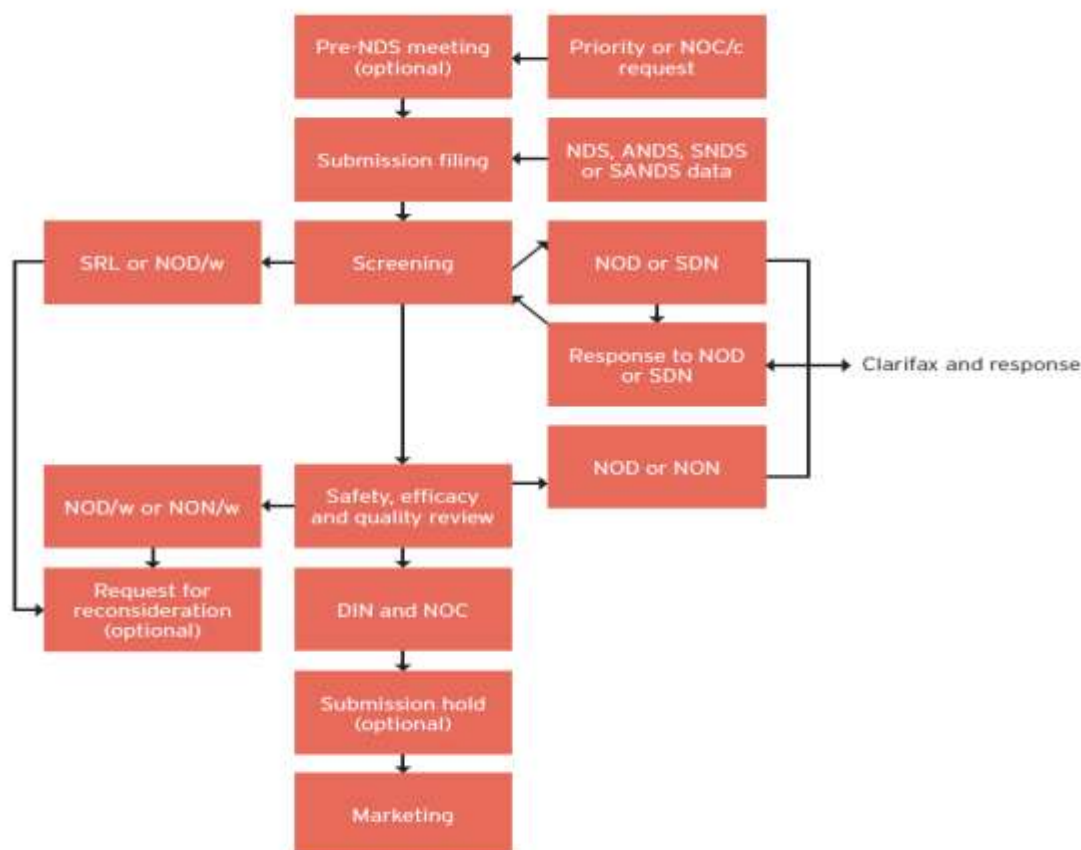 Pre-NDS meeting
(optional)
Priority or NOC/c
request
Submission filing
NDS, ANDS, SNDS
or SANDS data
SRL or NOD/w
Screening
NOD or SDN
Response to NOD
or SDN
Clarifax and response
NOD or NON
NOD/w or NON/w
Safety, efficacy
and quality review
Request for
reconsideration
(optional)
DIN and NOC
Submission hold
(optional)
Marketing